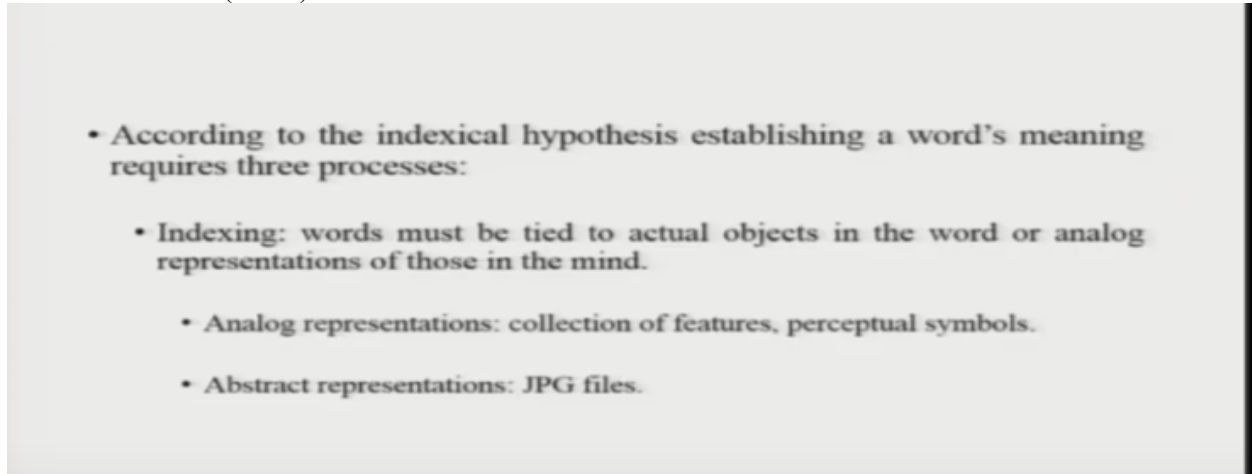 • According to the indexical hypothesis establishing a word's meaning
requires three processes:
• Indexing: words must be tied to actual objects in the word or analog
representations of those in the mind.
• Analog representations: collection of features, perceptual symbols.
• Abstract representations: JPG files.